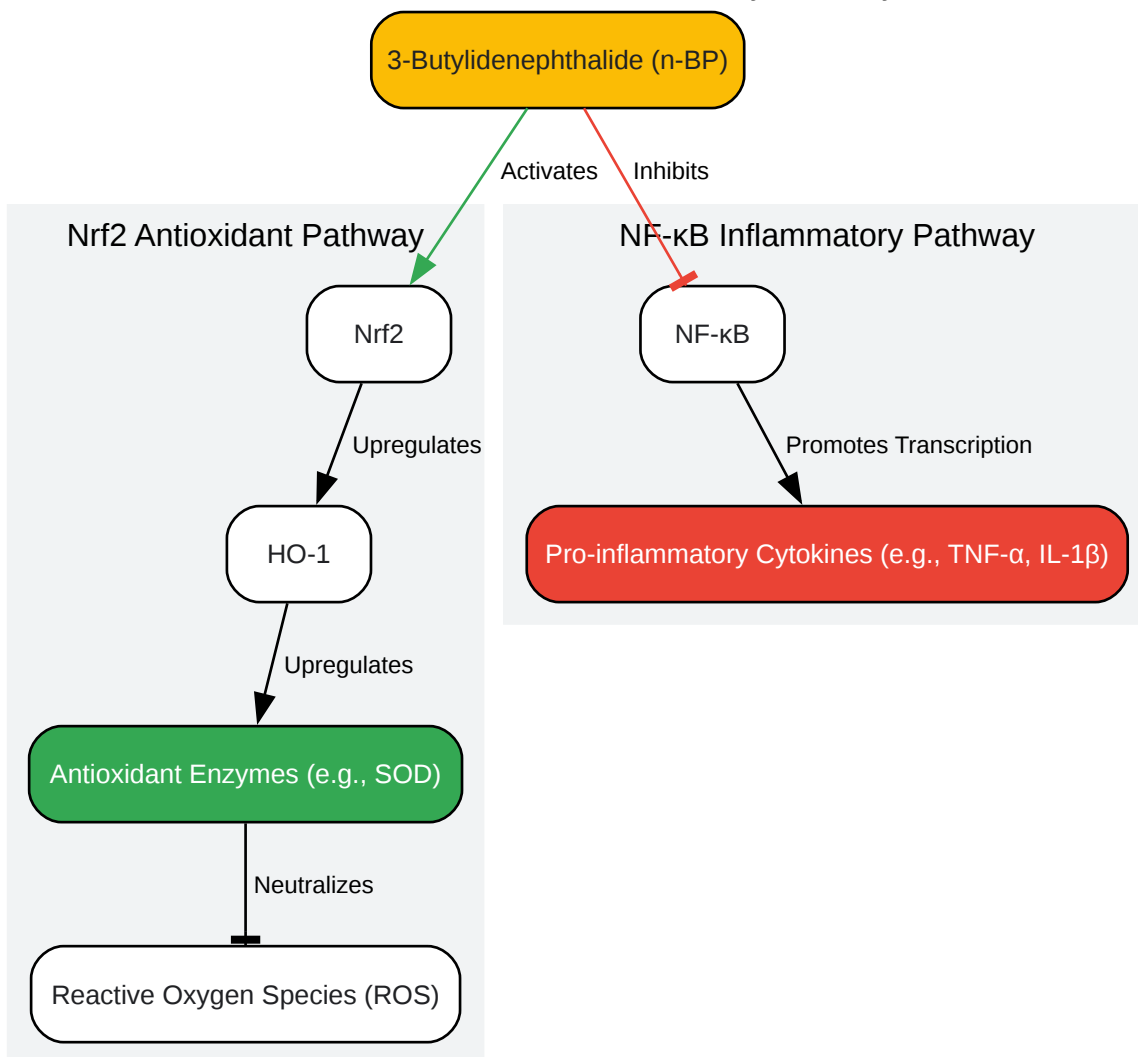 3-Butylidenephthalide (n-BP)
Activates
Inhibits
Nrf2 Antioxidant Pathway
NF-κB Inflammatory Pathway
Nrf2
NF-κB
Upregulates
Promotes Transcription
HO-1
Pro-inflammatory Cytokines (e.g., TNF-α, IL-1β)
Upregulates
Antioxidant Enzymes (e.g., SOD)
Neutralizes
Reactive Oxygen Species (ROS)